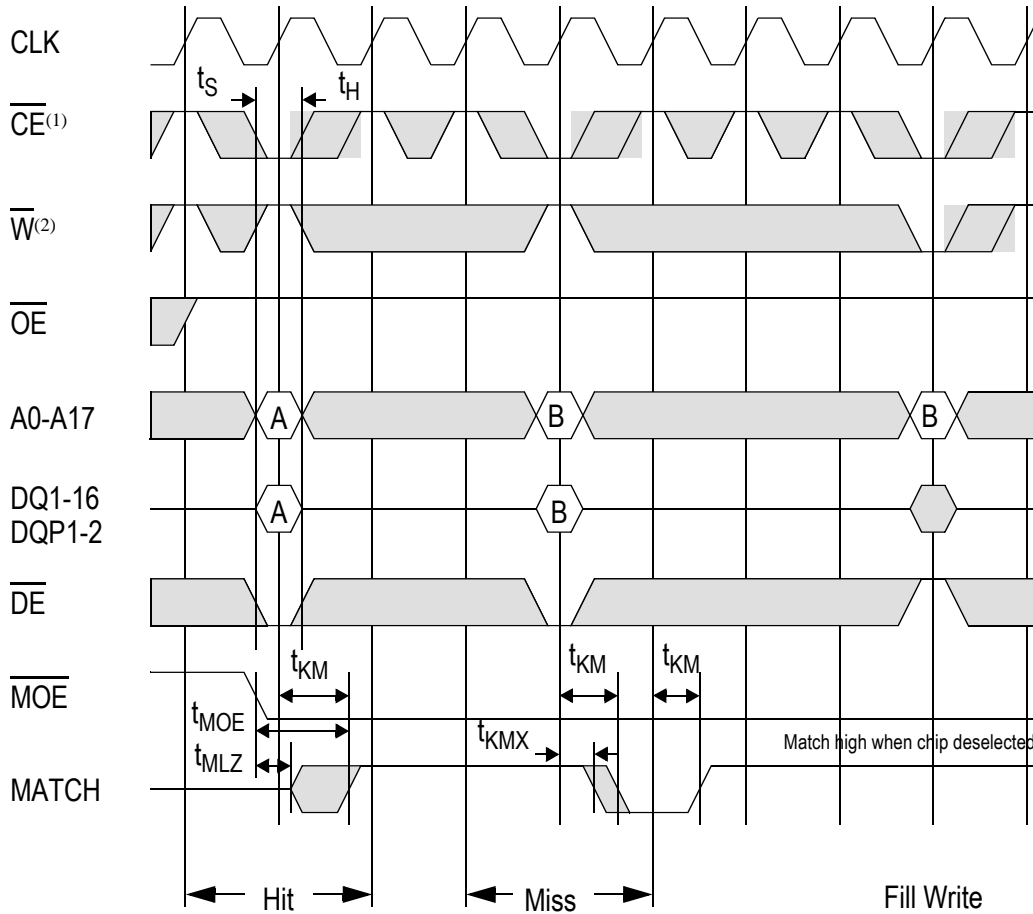 CLK
tS
tH
CE(1)
W(2)
OE
A0-A17
A
B
B
DQ1-16
DQP1-2
A
B
DE
tKM
tKM
tKM
MOE
tMOE
tKMX
Match high when chip deselected
tMLZ
MATCH
Hit
Miss
Fill Write